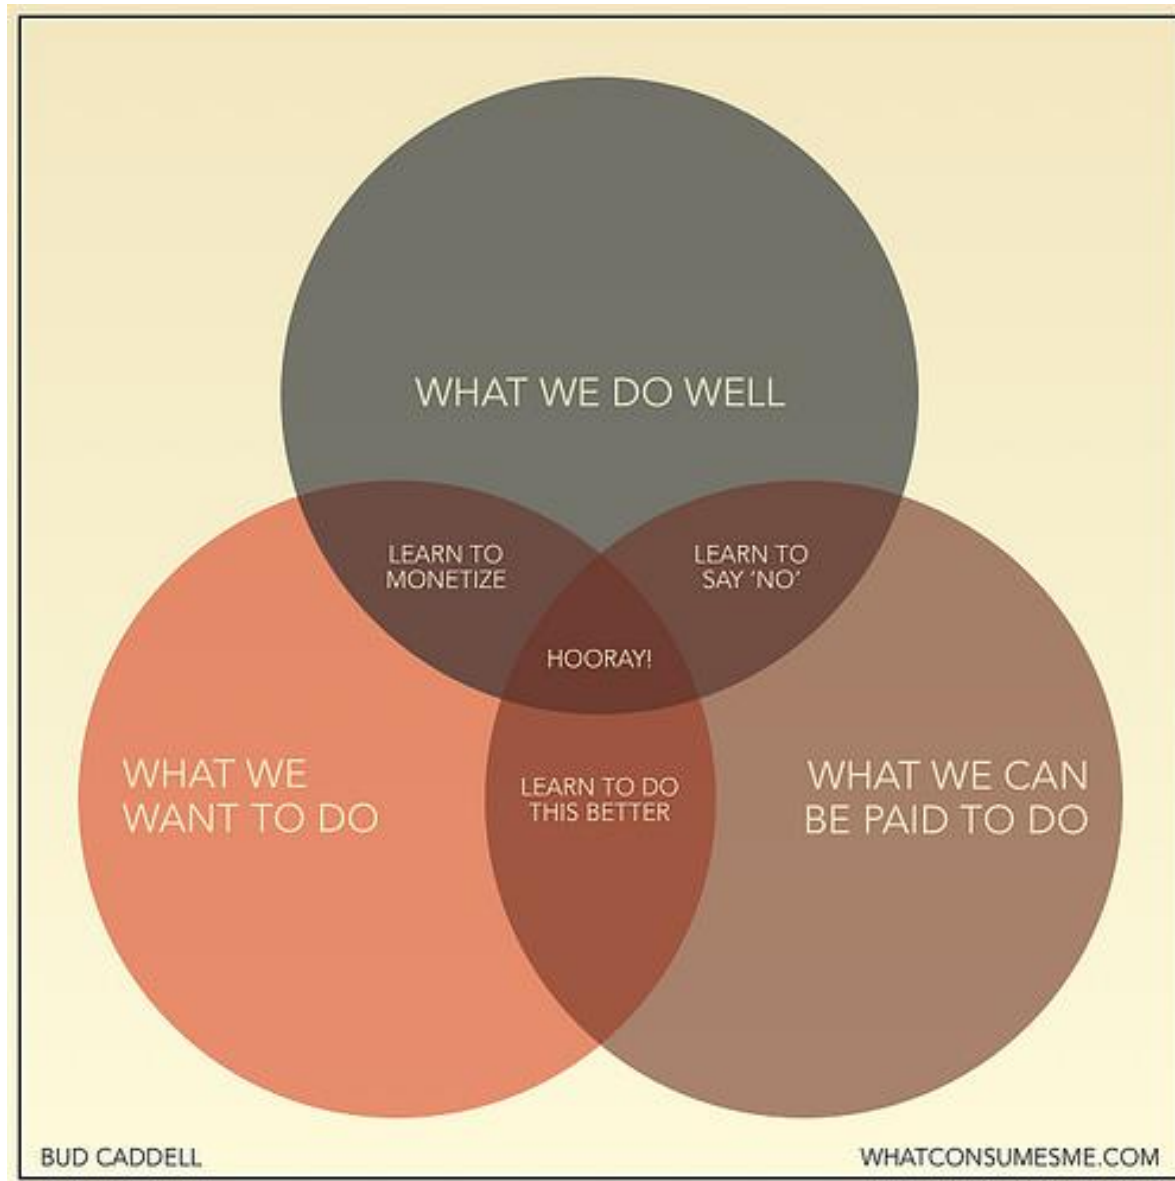 WHAT WE DO WELL
LEARN TO
MONETIZE
LEARN TO
SAY ‘NO’
HOORAY!
WHAT WE
WANT TO DO
LEARN TO DO
THIS BETTER
WHAT WE CAN
BE PAID TO DO
BUD CADDELL
WHATCONSUMESME.COM